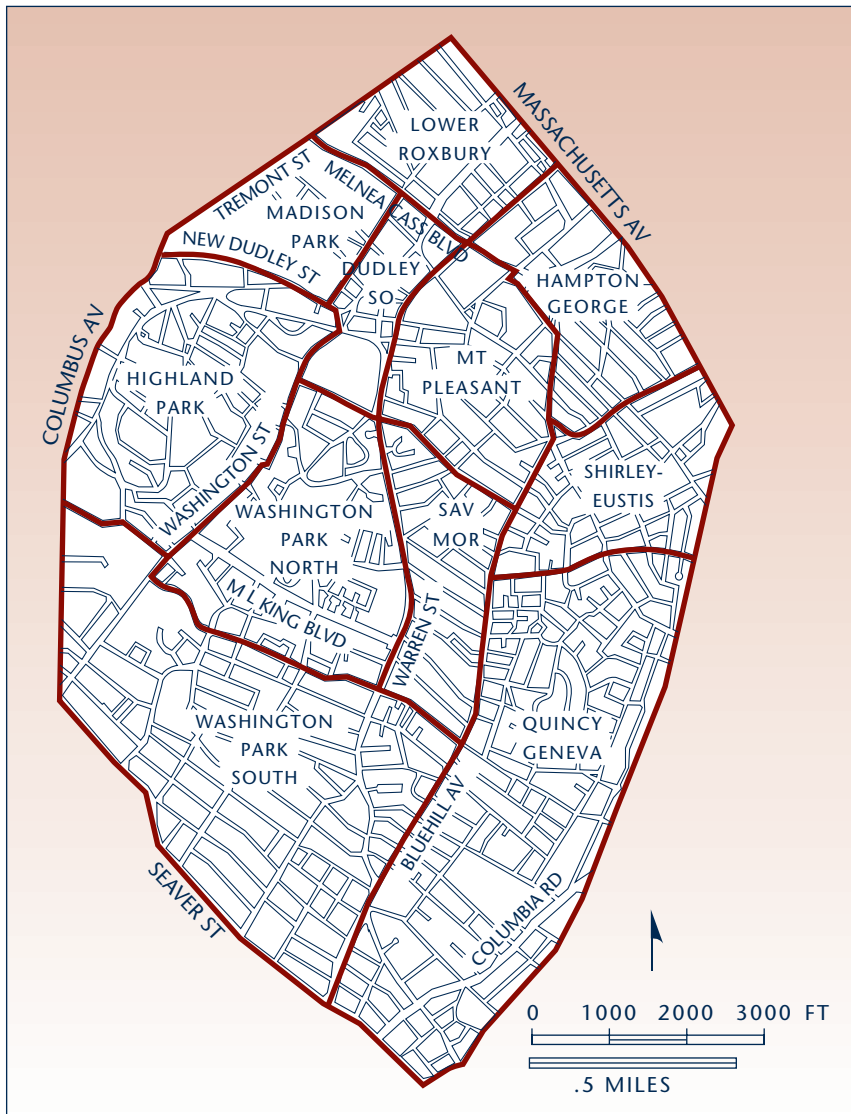 LOWER
ROXBURY
MASSACHUSETTS AV
TREMONT ST
MELNEA CASS BLVD
MADISON
PARK
NEW DUDLEY ST
DUDLEY
SO
HAMPTON
GEORGE
COLUMBUS AV
HIGHLAND
PARK
MT
PLEASANT
WASHINGTON ST
SHIRLEY-
EUSTIS
WASHINGTON
PARK
NORTH
SAV
MOR
M L KING BLVD
WARREN ST
WASHINGTON
PARK
SOUTH
QUINCY
GENEVA
BLUEHILL AV
SEAVER ST
COLUMBIA RD
0 1000 2000 3000 FT
.5 MILES